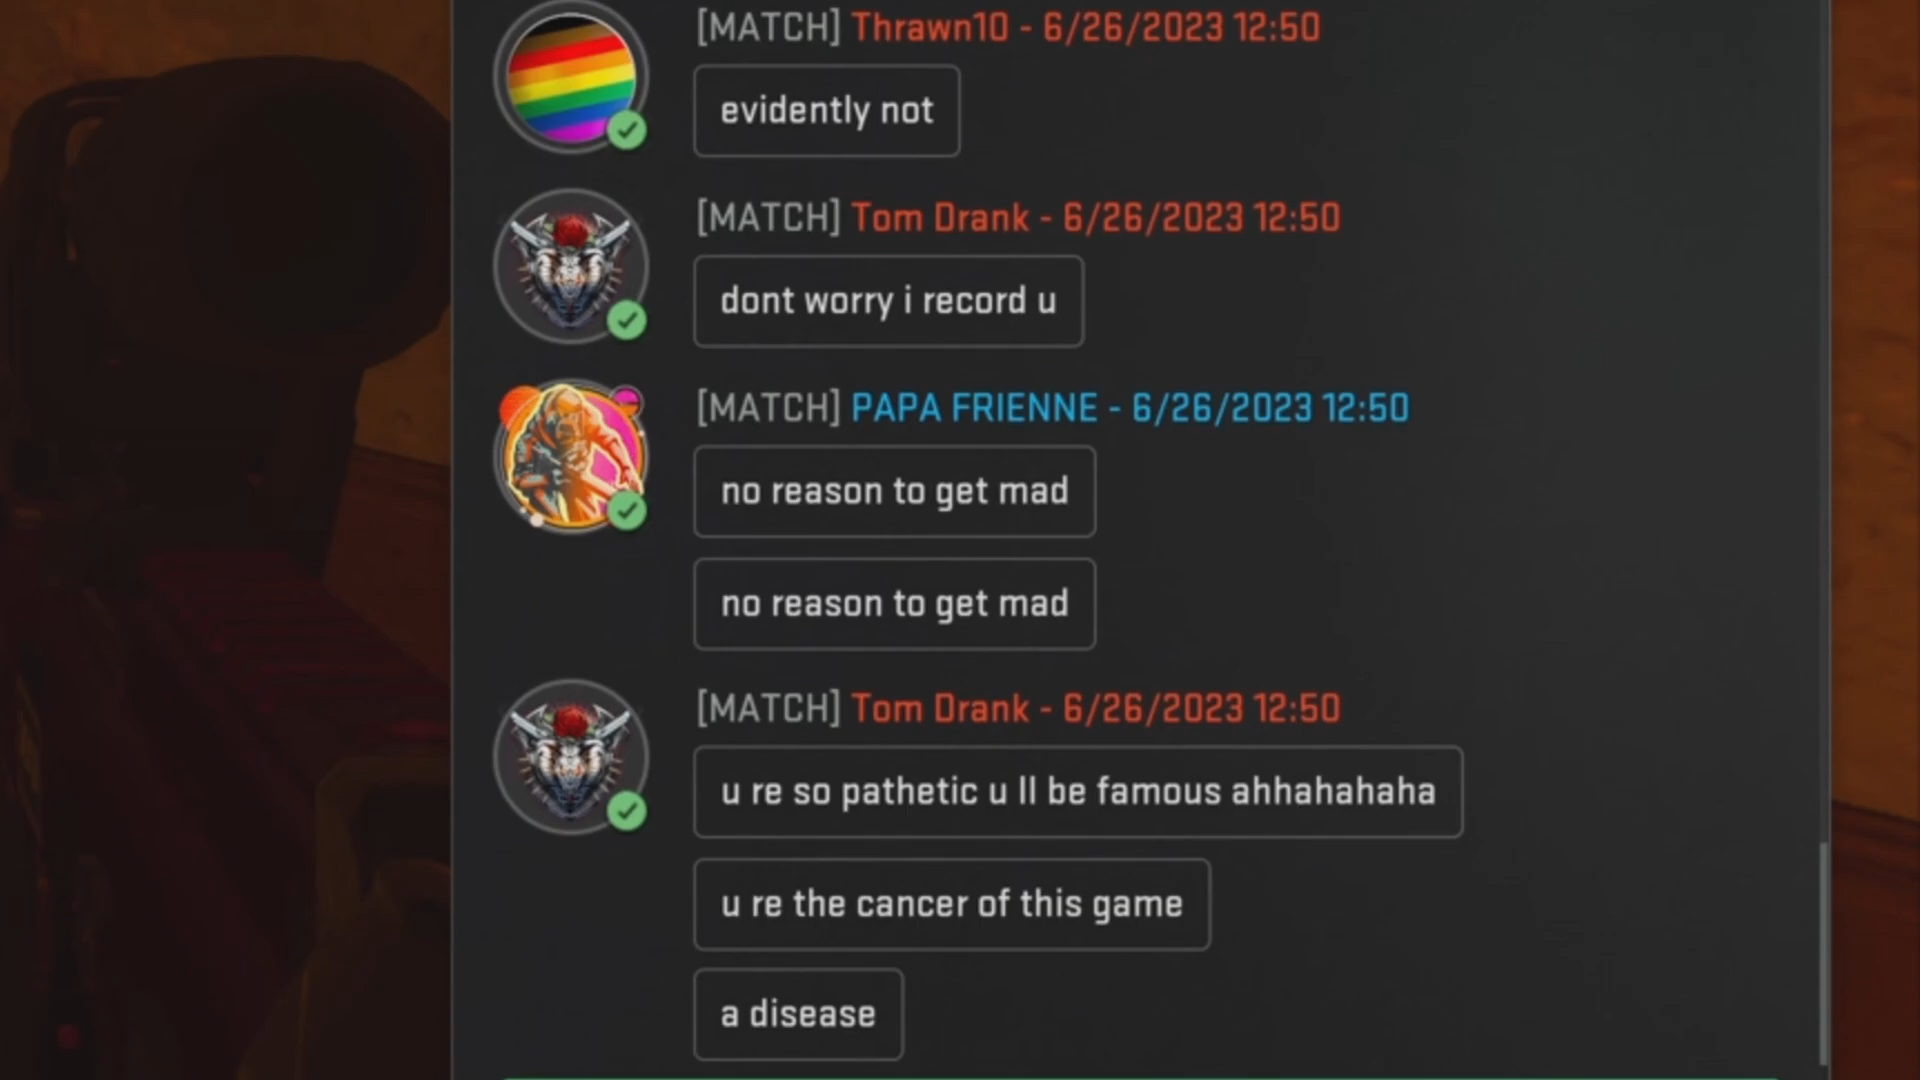 [MATCH] Thrawn10 - 6/26/2023 12:50
evidently not
[MATCH] Tom Drank - 6/26/2023 12:50
dont worry i record u
[MATCH] PAPA FRIENNE - 6/26/2023 12:50
no reason to get mad
no reason to get mad
[MATCH] Tom Drank - 6/26/2023 12:50
u re so pathetic u ll be famous ahhahahaha
u re the cancer of this game
a disease